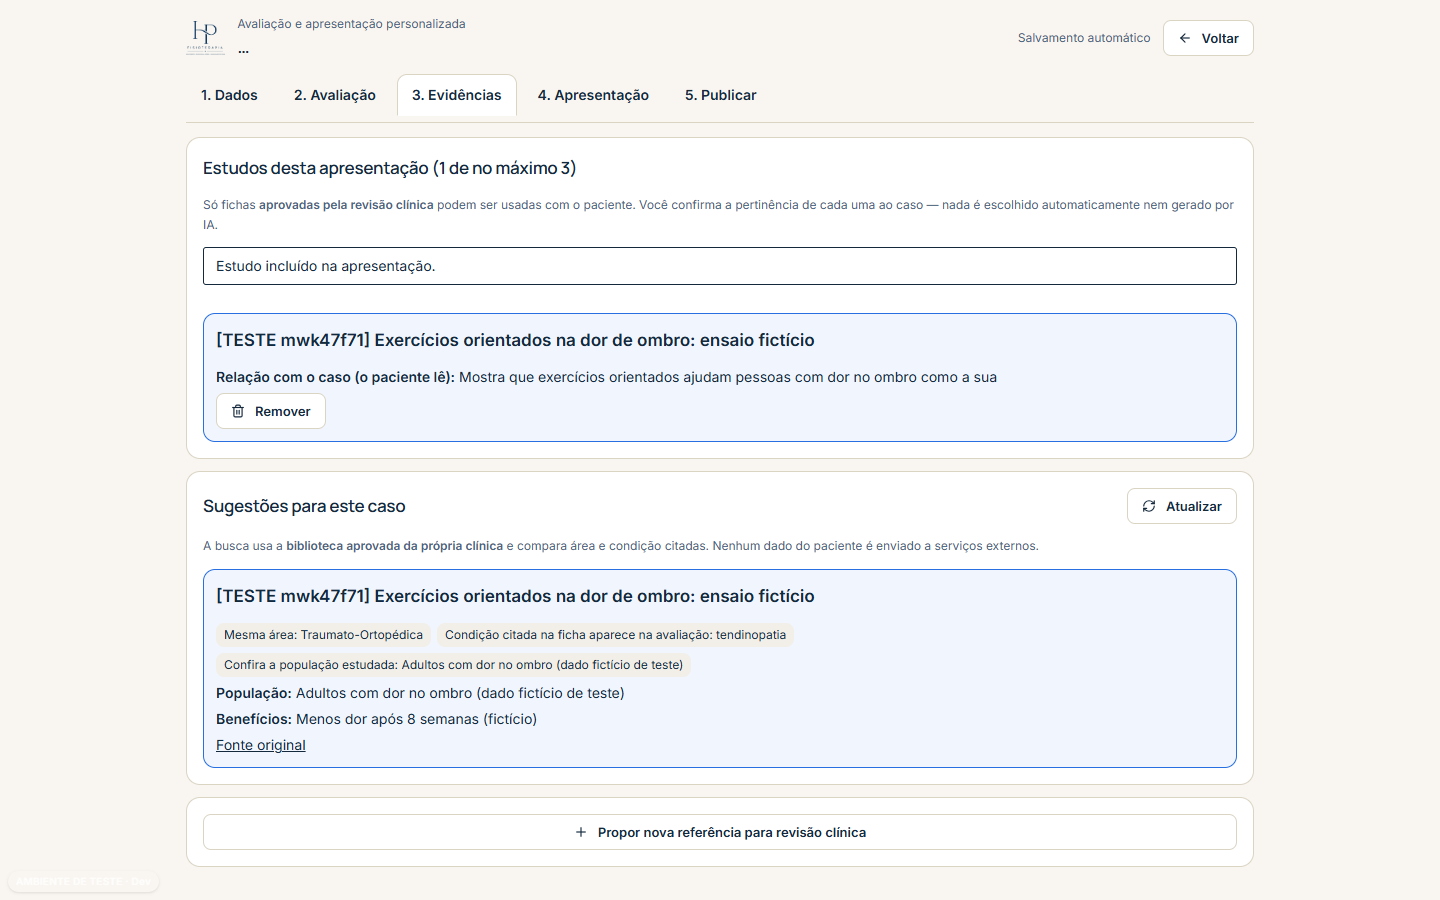 HP
FISIOTERAPIA
Avaliação e apresentação personalizada
...
Salvamento automático
Voltar
1. Dados
2. Avaliação
3. Evidências
4. Apresentação
5. Publicar
Estudos desta apresentação (1 de no máximo 3)
Só fichas aprovadas pela revisão clínica podem ser usadas com o paciente. Você confirma a pertinência de cada uma ao caso — nada é escolhido automaticamente nem gerado por
IA.
Estudo incluído na apresentação.
[TESTE mwk47f71] Exercícios orientados na dor de ombro: ensaio fictício
Relação com o caso (o paciente lê): Mostra que exercícios orientados ajudam pessoas com dor no ombro como a sua
Remover
Sugestões para este caso
Atualizar
A busca usa a biblioteca aprovada da própria clínica e compara área e condição citadas. Nenhum dado do paciente é enviado a serviços externos.
[TESTE mwk47f71] Exercícios orientados na dor de ombro: ensaio fictício
Mesma área: Traumato-Ortopédica
Condição citada na ficha aparece na avaliação: tendinopatia
Confira a população estudada: Adultos com dor no ombro (dado fictício de teste)
População: Adultos com dor no ombro (dado fictício de teste)
Benefícios: Menos dor após 8 semanas (fictício)
Fonte original
Propor nova referência para revisão clínica
AMBIENTE DE TESTE